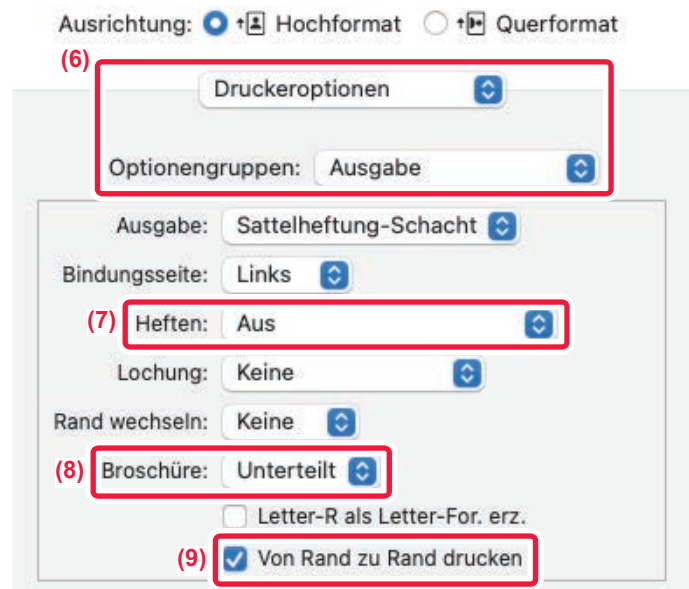 Ausrichtung: Hochformat Querformat
(6)
Druckeroptionen
Optionengruppen: Ausgabe
Ausgabe: Sattelheftung-Schacht
Bindungsseite: Links
(7) Heften: Aus
Lochung: Keine
Rand wechseln: Keine
(8) Broschüre: Unterteilt
Letter-R als Letter-For. erz.
(9) Von Rand zu Rand drucken